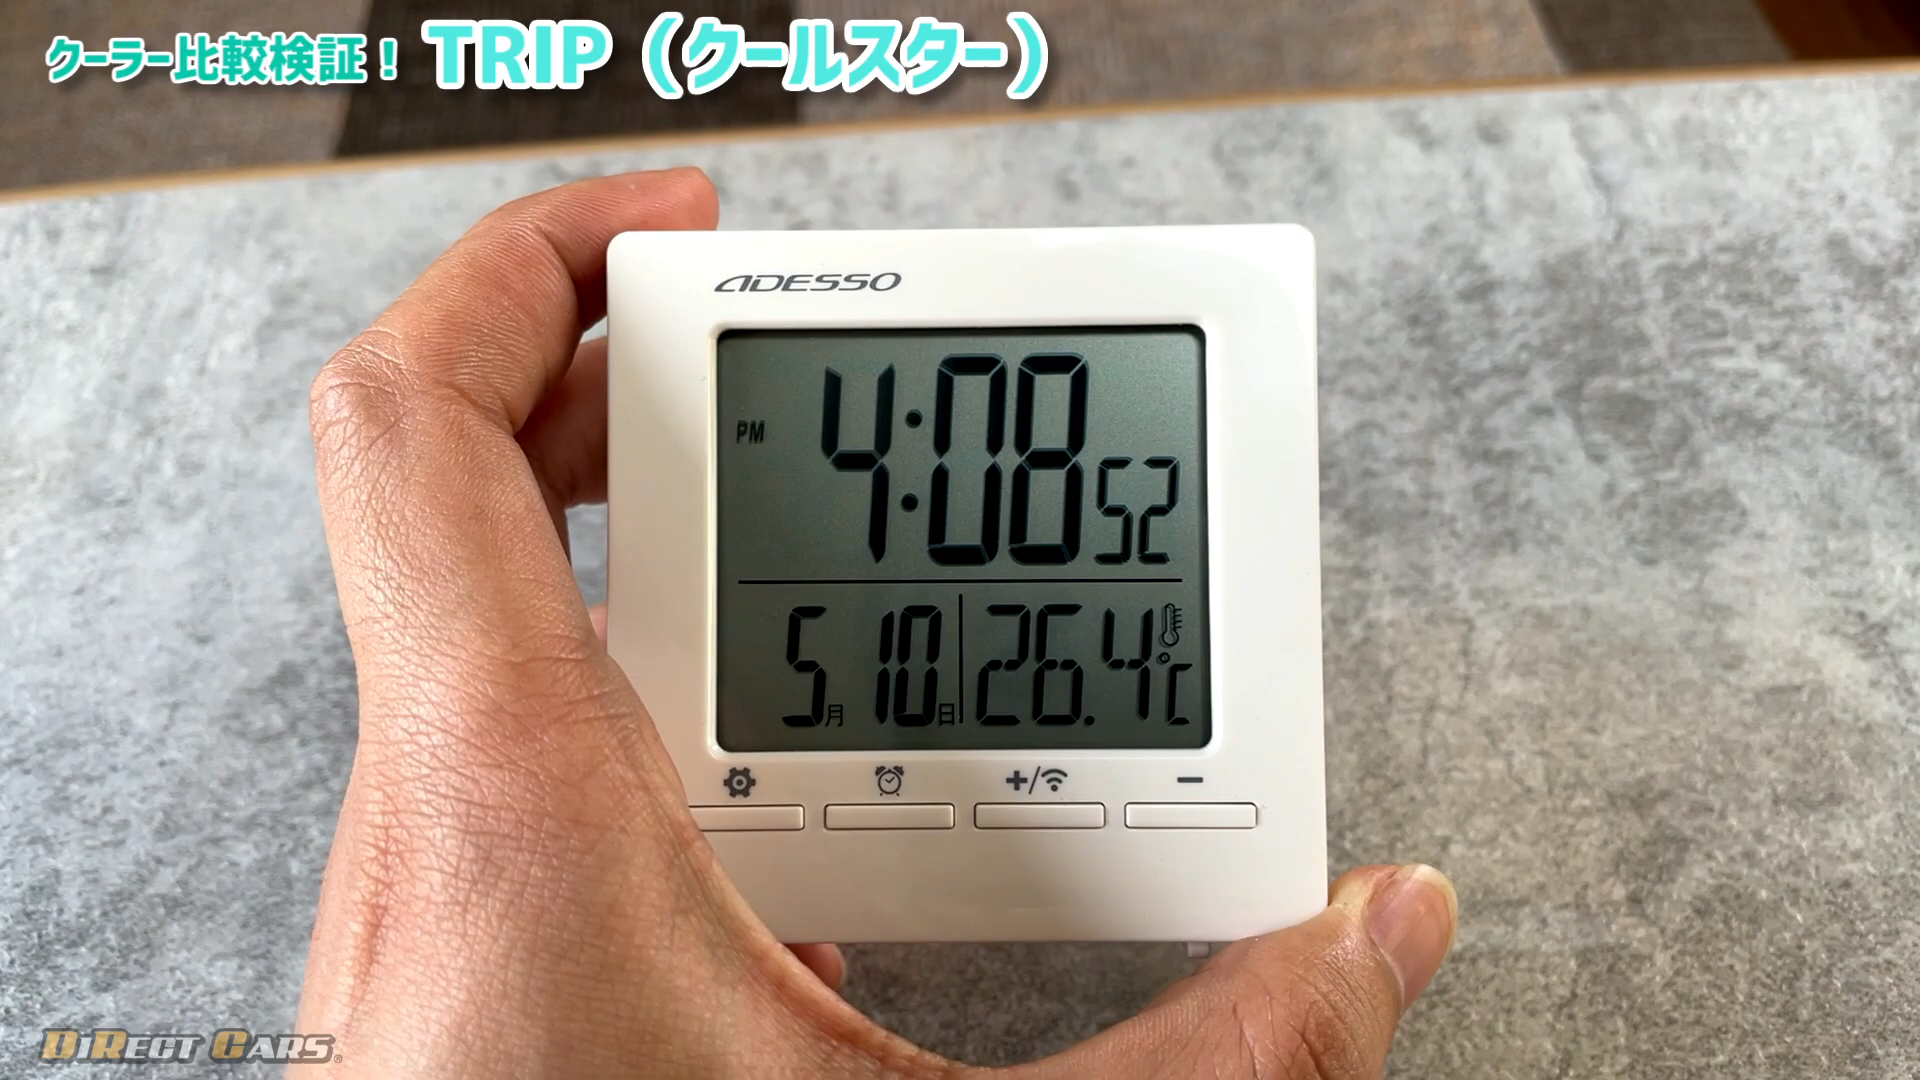 クーラー比較検証！ TRIP（クールスター）
ADESSO
PM 4:08 52
5月 10日 26.4℃
+/
−
DIRECT CARS®